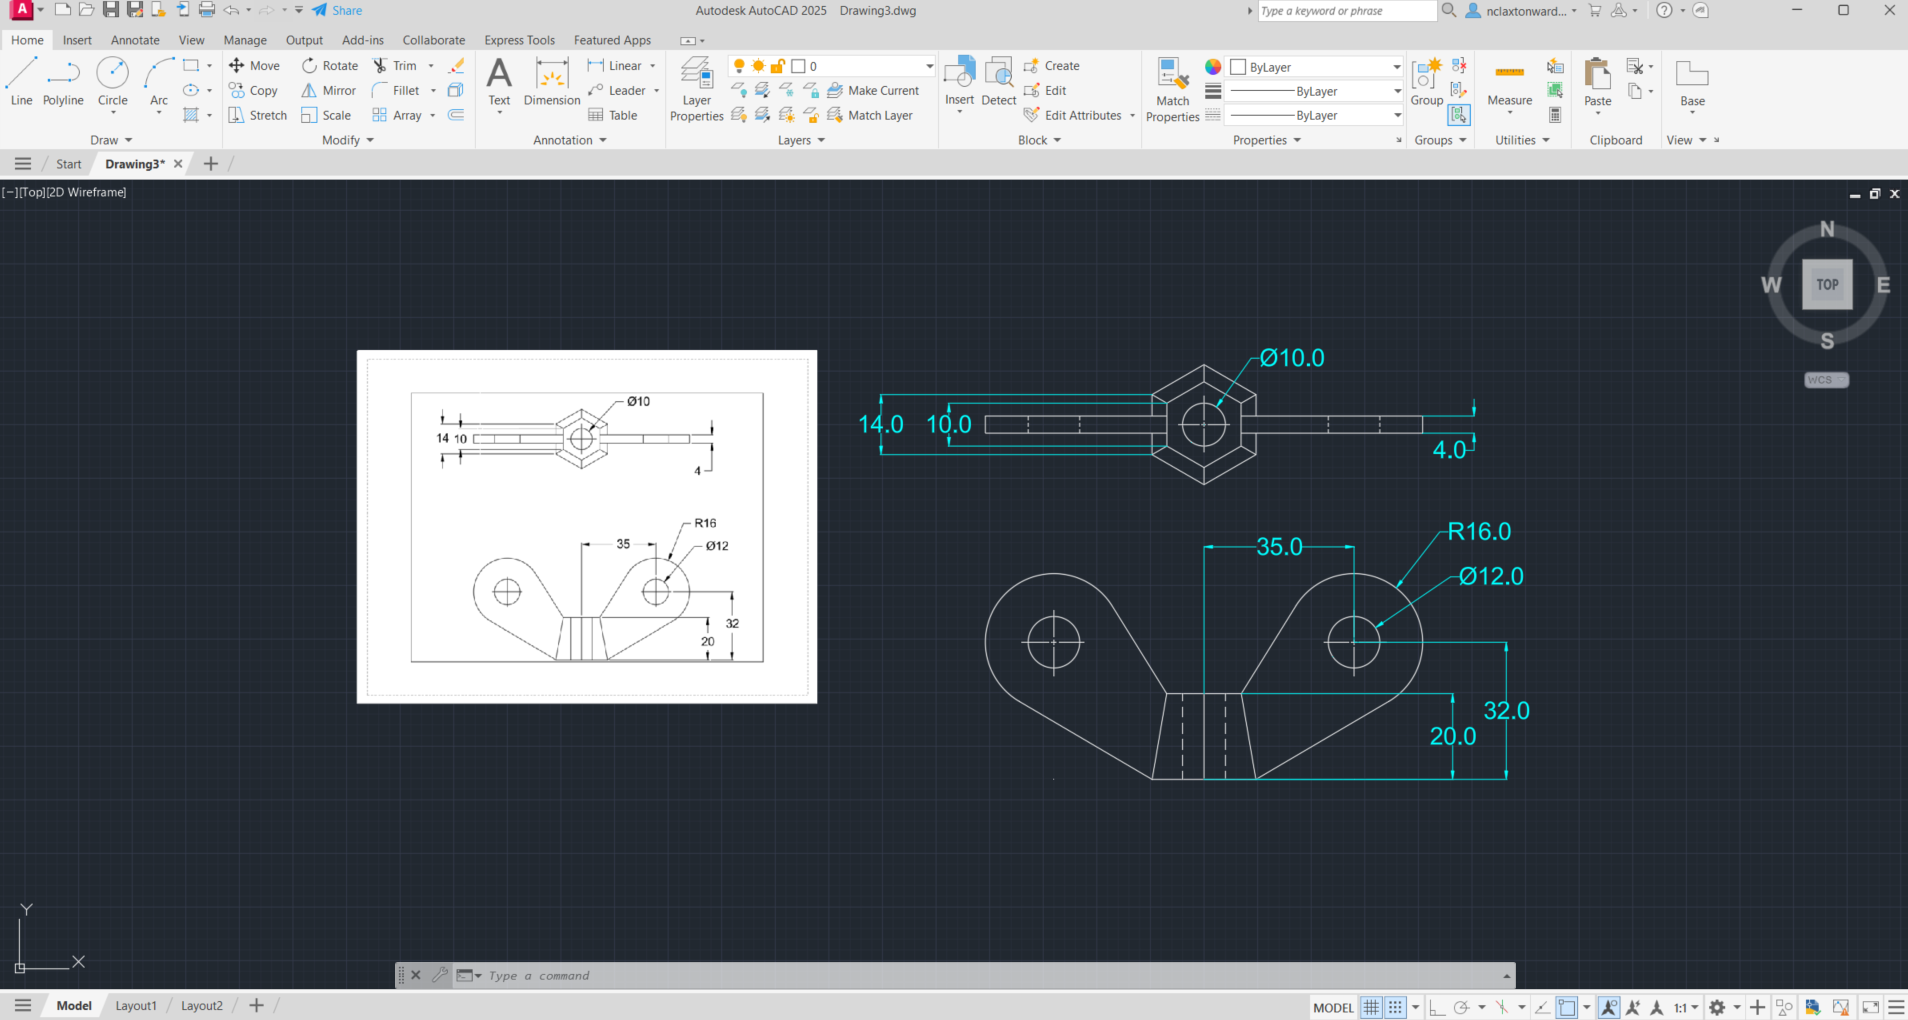 A Share Autodesk AutoCAD 2025 Drawing3.dwg Type a keyword or phrase nclaxtonward... ?
Home Insert Annotate View Manage Output Add-ins Collaborate Express Tools Featured Apps
Line Polyline Circle Arc
Draw
Move Rotate Trim
Copy Mirror Fillet
Stretch Scale Array
Modify
A
Text Dimension
Linear
Leader
Table
Annotation
Layer
Properties
0
Make Current
Match Layer
Layers
Insert Detect
Create
Edit
Edit Attributes
Block
Match
Properties
ByLayer
ByLayer
ByLayer
Properties
Group
Groups
Measure
Utilities
Paste
Clipboard
Base
View
Start Drawing3*
[−][Top][2D Wireframe]
N
W TOP E
S
WCS
Ø10
14 10
4
R16
35
Ø12
32
20
Ø10.0
14.0 10.0
4.0
R16.0
35.0
Ø12.0
32.0
20.0
Y
X
Type a command
Model Layout1 Layout2
MODEL 1:1